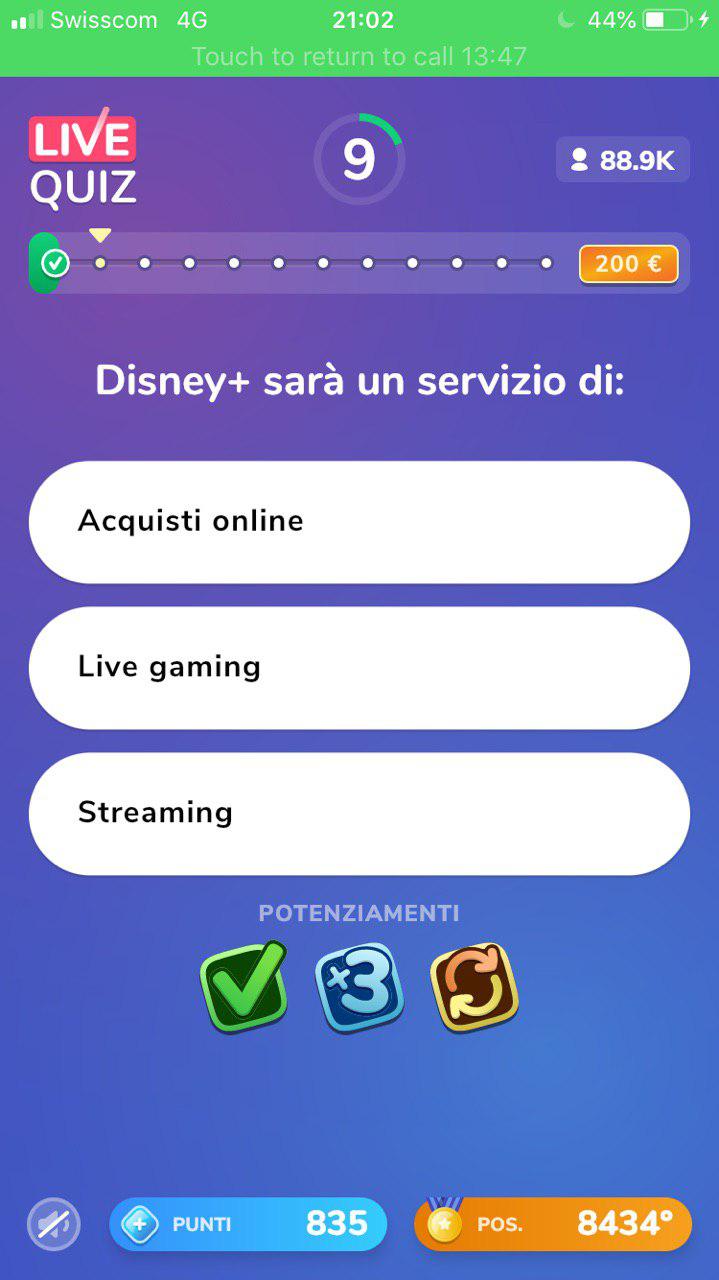 Swisscom 4G 21:02 44%
Touch to return to call 13:47
LIVE
QUIZ
9
88.9K
200 €
Disney+ sarà un servizio di:
Acquisti online
Live gaming
Streaming
POTENZIAMENTI
×3
PUNTI 835
POS. 8434°